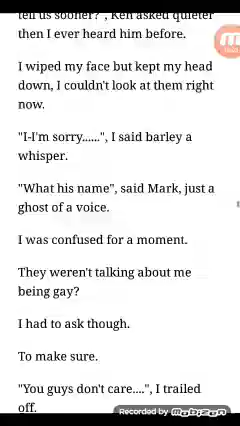 tell us sooner?", Ken asked quieter
then I ever heard him before.
I wiped my face but kept my head
down, I couldn't look at them right
now.
"I-I'm sorry......", I said barley a
whisper.
"What his name", said Mark, just a
ghost of a voice.
I was confused for a moment.
They weren't talking about me
being gay?
I had to ask though.
To make sure.
"You guys don't care....", I trailed
off.
Recorded by mobizen